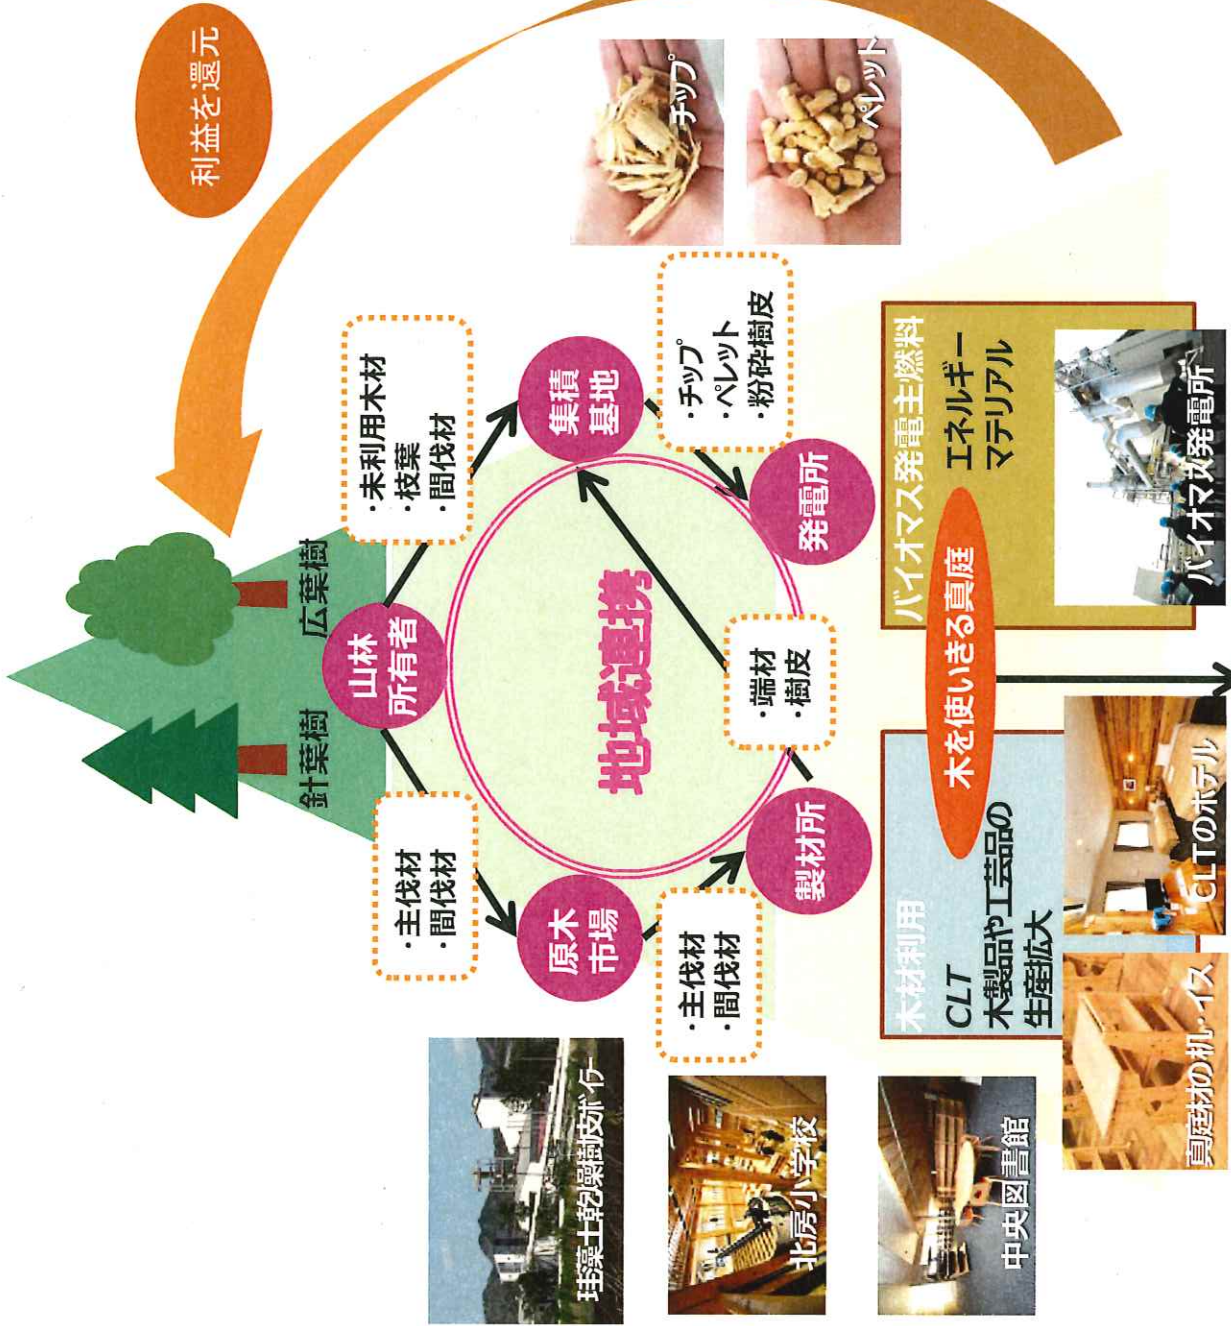 利益を還元
針葉樹
広葉樹
山林
所有者
・主伐材
・間伐材
・未利用木材
・枝葉
・間伐材
原木
市場
集積
基地
地域連携
・主伐材
・間伐材
・端材
・樹皮
・チップ
・ペレット
・粉砕樹皮
製材所
発電所
チップ
ペレット
珪藻土乾燥樹皮ボイラー
北房小学校
中央図書館
木材利用
CLT
木製品や工芸品の
生産拡大
木を使いきる真庭
バイオマス発電主燃料
エネルギー
マテリアル
真庭材の机・イス
CLTのホテル
バイオマス発電所